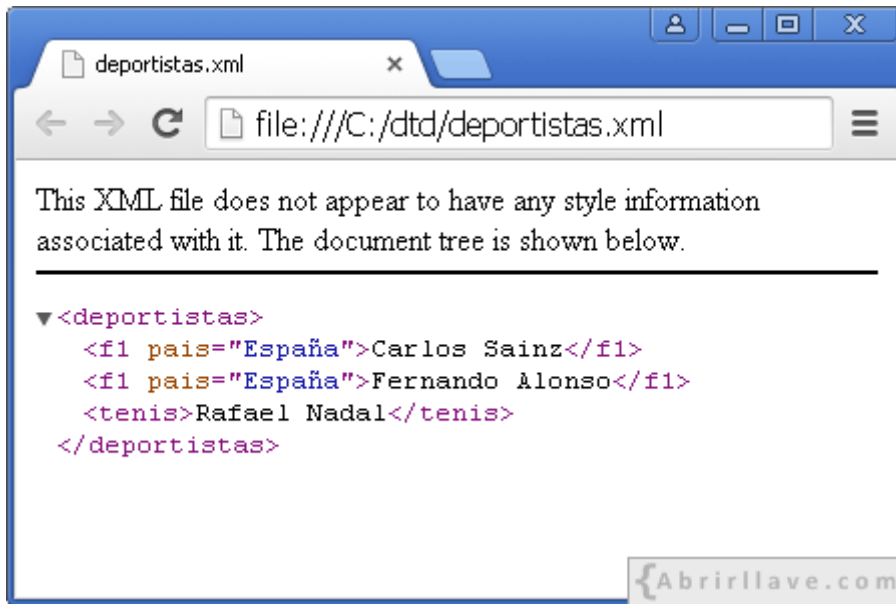 deportistas.xml
file:///C:/dtd/deportistas.xml
This XML file does not appear to have any style information
associated with it. The document tree is shown below.
<deportistas>
<f1 pais="España">Carlos Sainz</f1>
<f1 pais="España">Fernando Alonso</f1>
<tenis>Rafael Nadal</tenis>
</deportistas>
{Abrirllave.com